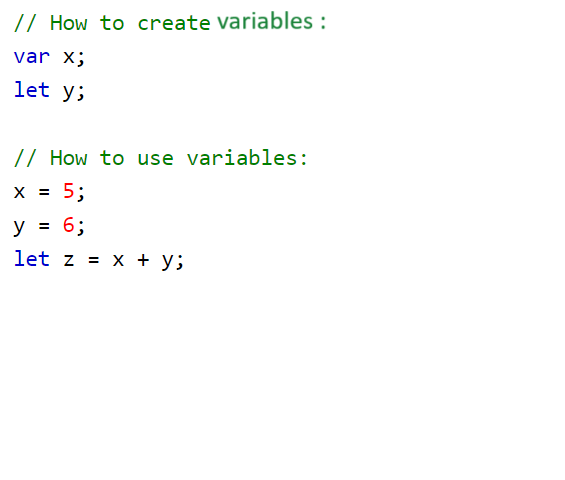 // How to create variables :
var x;
let y;
// How to use variables:
x = 5;
y = 6;
let z = x + y;